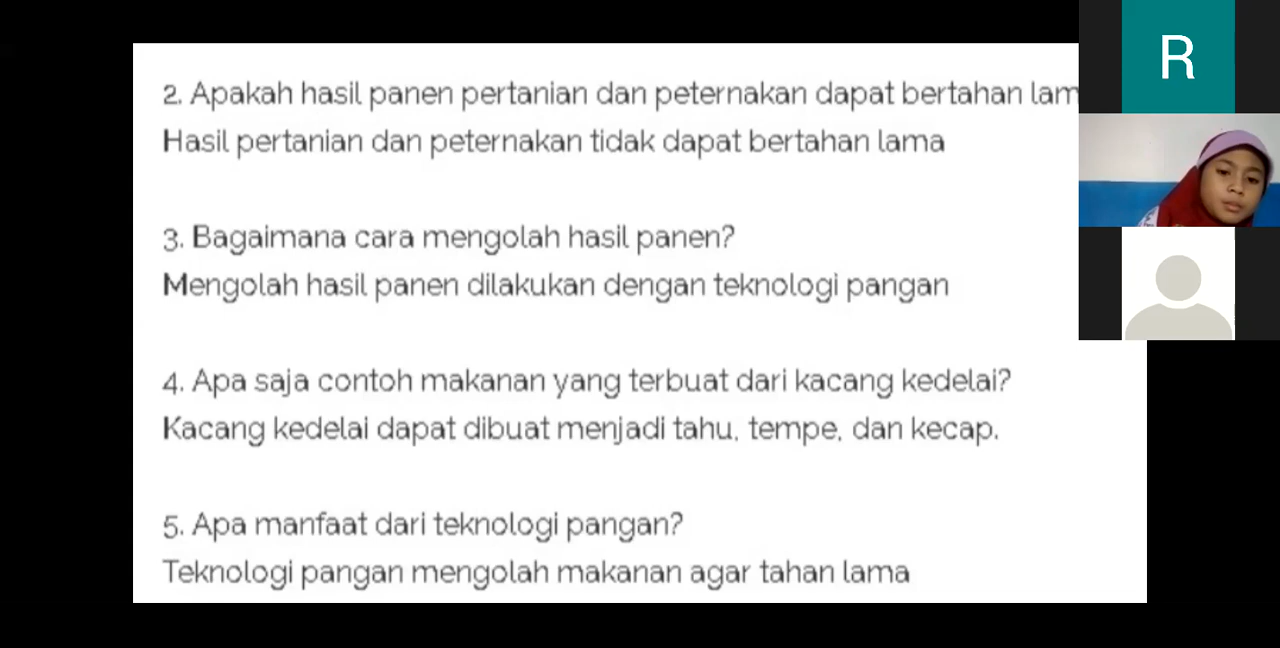 2. Apakah hasil panen pertanian dan peternakan dapat bertahan
Hasil pertanian dan peternakan tidak dapat bertahan lama
3. Bagaimana cara mengolah hasil panen?
Mengolah hasil panen dilakukan dengan teknologi pangan
4. Apa saja contoh makanan yang terbuat dari kacang kedelai?
Kacang kedelai dapat dibuat menjadi tahu, tempe, dan kecap.
5. Apa manfaat dari teknologi pangan?
Teknologi pangan mengolah makanan agar tahan lama
R